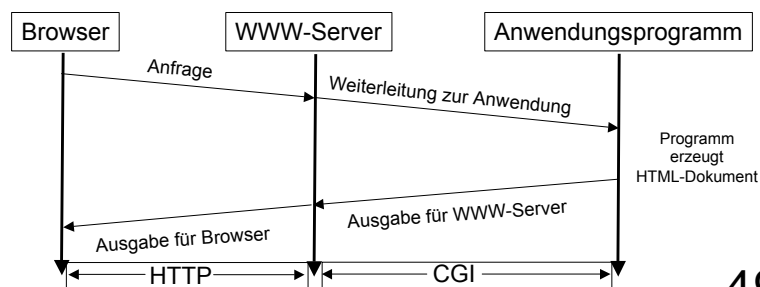 Browser
WWW-Server
Anwendungsprogramm
Anfrage
Weiterleitung zur Anwendung
Programm
erzeugt
HTML-Dokument
Ausgabe für WWW-Server
Ausgabe für Browser
HTTP
CGI